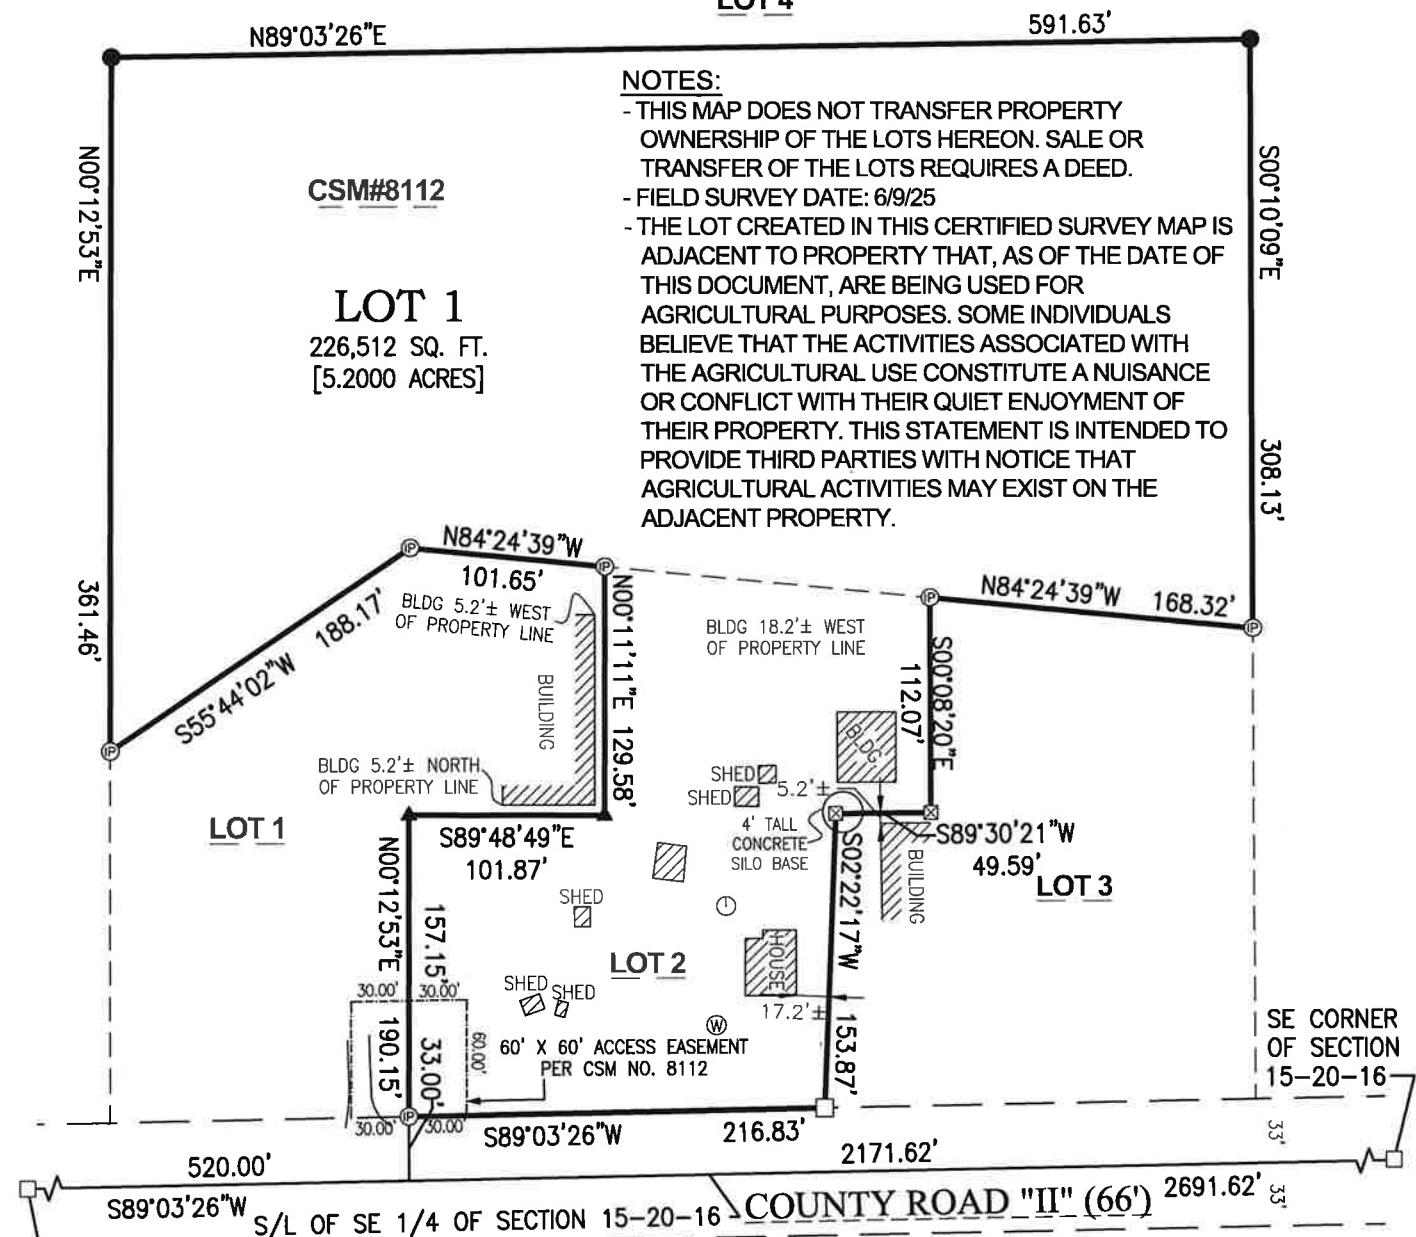 LOT 4
N89°03'26"E
591.63'
NOTES:
- THIS MAP DOES NOT TRANSFER PROPERTY
OWNERSHIP OF THE LOTS HEREON. SALE OR
TRANSFER OF THE LOTS REQUIRES A DEED.
- FIELD SURVEY DATE: 6/9/25
- THE LOT CREATED IN THIS CERTIFIED SURVEY MAP IS
ADJACENT TO PROPERTY THAT, AS OF THE DATE OF
THIS DOCUMENT, ARE BEING USED FOR
AGRICULTURAL PURPOSES. SOME INDIVIDUALS
BELIEVE THAT THE ACTIVITIES ASSOCIATED WITH
THE AGRICULTURAL USE CONSTITUTE A NUISANCE
OR CONFLICT WITH THEIR QUIET ENJOYMENT OF
THEIR PROPERTY. THIS STATEMENT IS INTENDED TO
PROVIDE THIRD PARTIES WITH NOTICE THAT
AGRICULTURAL ACTIVITIES MAY EXIST ON THE
ADJACENT PROPERTY.
N00°12'53"E
361.46'
CSM#8112
LOT 1
226,512 SQ. FT.
[5.2000 ACRES]
S00°10'09"E
308.13'
N84°24'39"W
101.65'
IP
IP
IP
IP
IP
S55°44'02"W
188.17'
BLDG 5.2'± WEST
OF PROPERTY LINE
BUILDING
N00°11'11"E
129.58'
BLDG 18.2'± WEST
OF PROPERTY LINE
N84°24'39"W
168.32'
S00°08'20"E
112.07'
BLDG
BLDG 5.2'± NORTH
OF PROPERTY LINE
SHED
SHED
5.2'±
4' TALL
CONCRETE
SILO BASE
S89°30'21"W
49.59'
LOT 1
S89°48'49"E
101.87'
BUILDING
LOT 3
N00°12'53"E
190.15'
157.15'
33.00'
SHED
S02°22'17"W
153.87'
HOUSE
LOT 2
17.2'±
SHED
SHED
W
30.00'
30.00'
60.00'
60' X 60' ACCESS EASEMENT
PER CSM NO. 8112
IP
30.00'
30.00'
S89°03'26"W
216.83'
SE CORNER
OF SECTION
15-20-16
33'
520.00'
2171.62'
S89°03'26"W
S/L OF SE 1/4 OF SECTION 15-20-16
COUNTY ROAD "II" (66')
2691.62'
33'